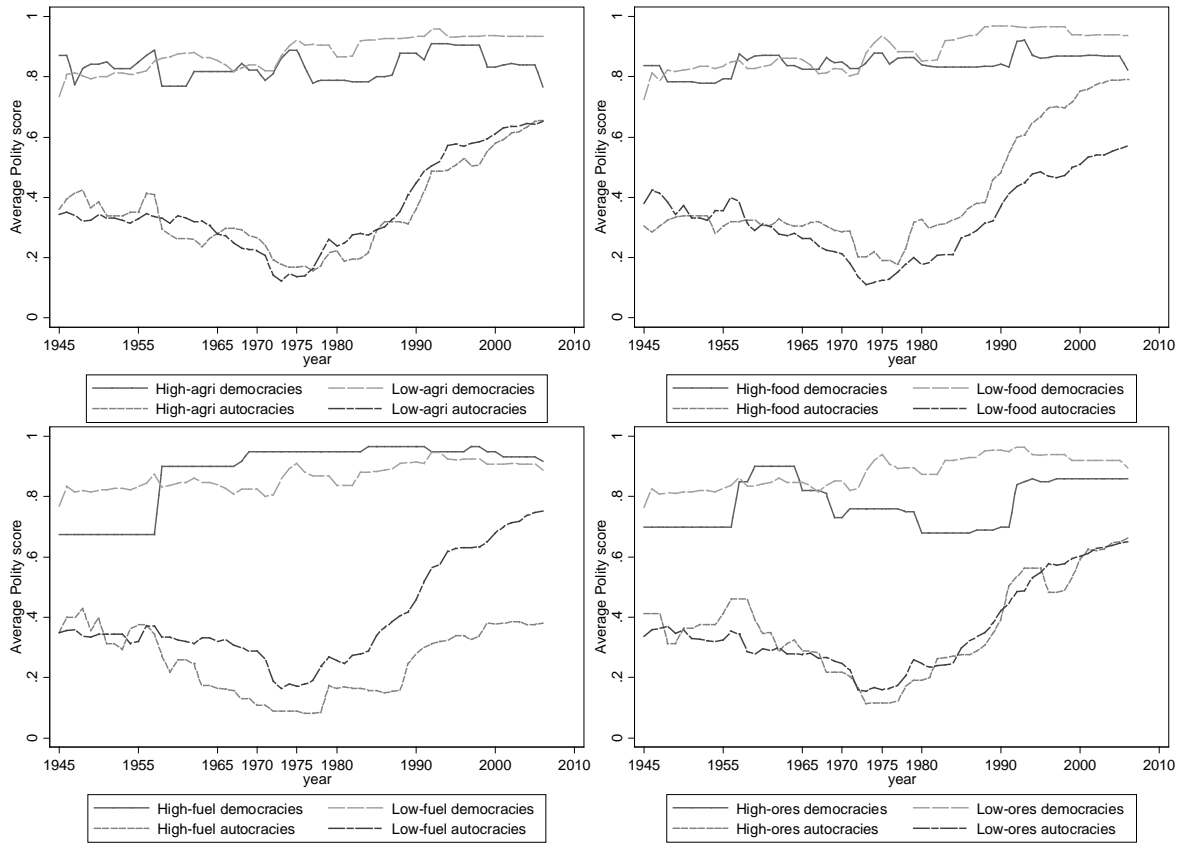 Average Polity score
1
.8
.6
.4
.2
0
1945 1955 1965 1970 1975 1980 1990 2000 2010
year
High-agri democracies Low-agri democracies
High-agri autocracies Low-agri autocracies
Average Polity score
1
.8
.6
.4
.2
0
1945 1955 1965 1970 1975 1980 1990 2000 2010
year
High-food democracies Low-food democracies
High-food autocracies Low-food autocracies
Average Polity score
1
.8
.6
.4
.2
0
1945 1955 1965 1970 1975 1980 1990 2000 2010
year
High-fuel democracies Low-fuel democracies
High-fuel autocracies Low-fuel autocracies
Average Polity score
1
.8
.6
.4
.2
0
1945 1955 1965 1970 1975 1980 1990 2000 2010
year
High-ores democracies Low-ores democracies
High-ores autocracies Low-ores autocracies